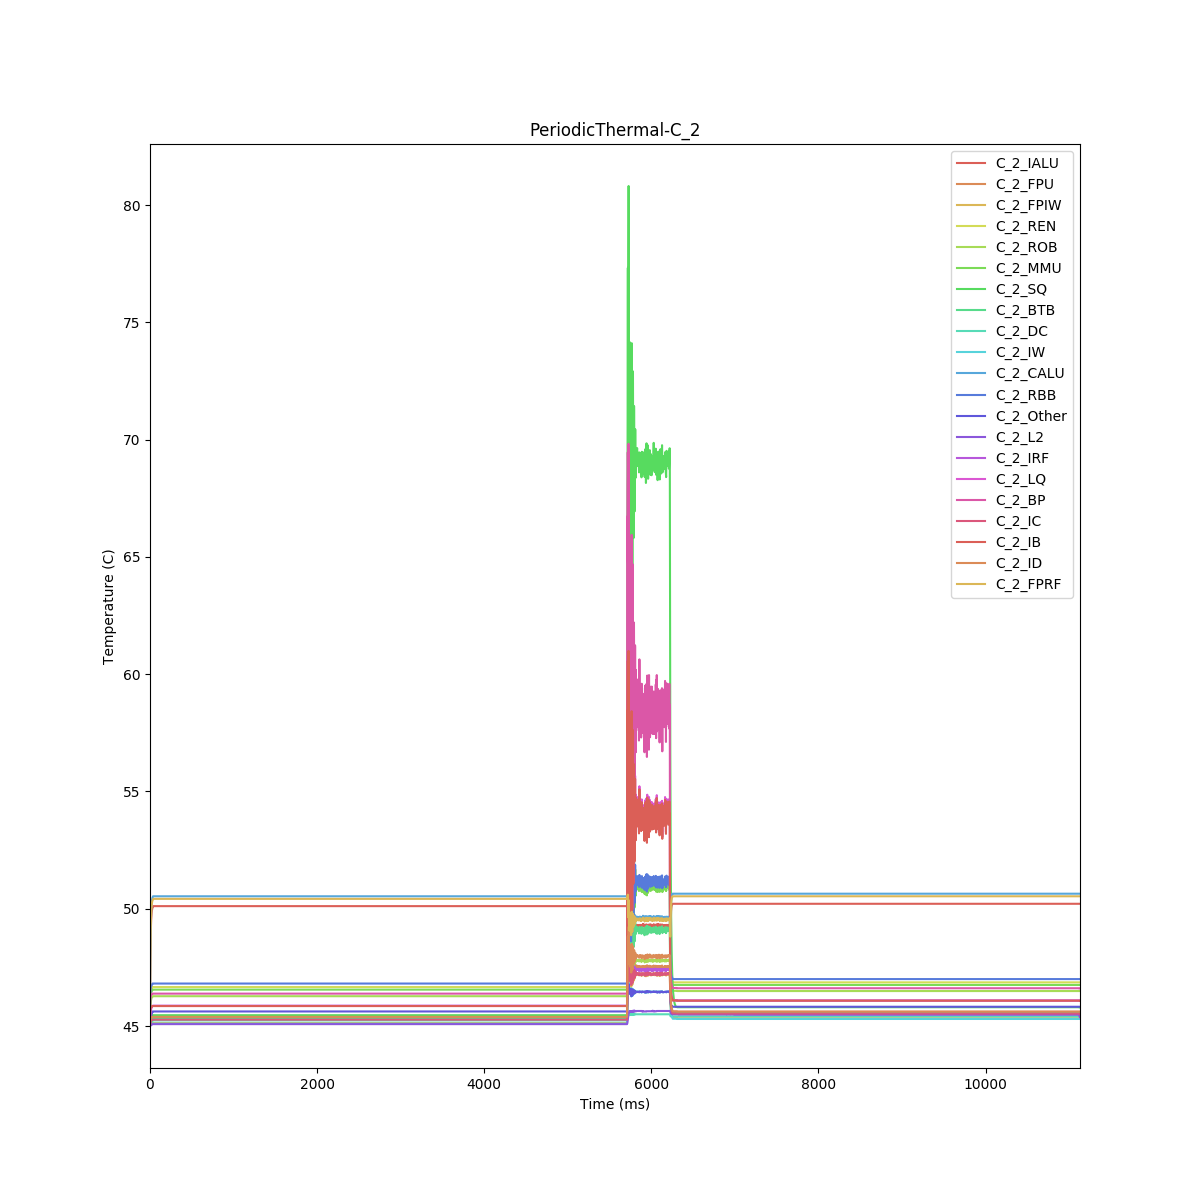 PeriodicThermal-C_2
Temperature (C)
80
75
70
65
60
55
50
45
C_2_IALU
C_2_FPU
C_2_FPIW
C_2_REN
C_2_ROB
C_2_MMU
C_2_SQ
C_2_BTB
C_2_DC
C_2_IW
C_2_CALU
C_2_RBB
C_2_Other
C_2_L2
C_2_IRF
C_2_LQ
C_2_BP
C_2_IC
C_2_IB
C_2_ID
C_2_FPRF
0 2000 4000 6000 8000 10000
Time (ms)